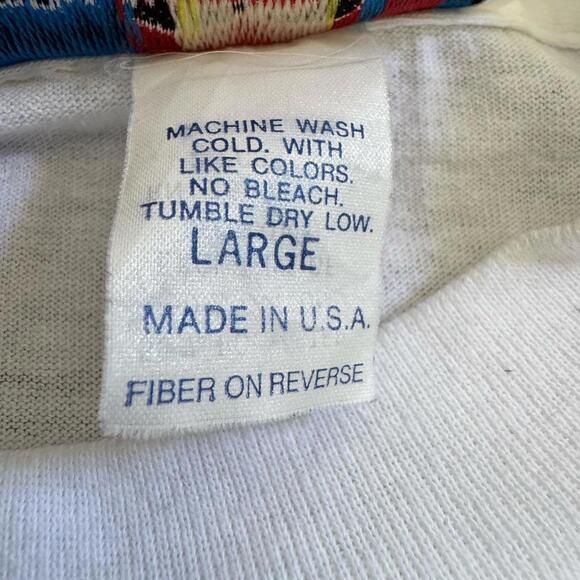 MACHINE WASH
COLD. WITH
LIKE COLORS.
NO BLEACH.
TUMBLE DRY LOW.
LARGE
MADE IN U.S.A.
FIBER ON REVERSE